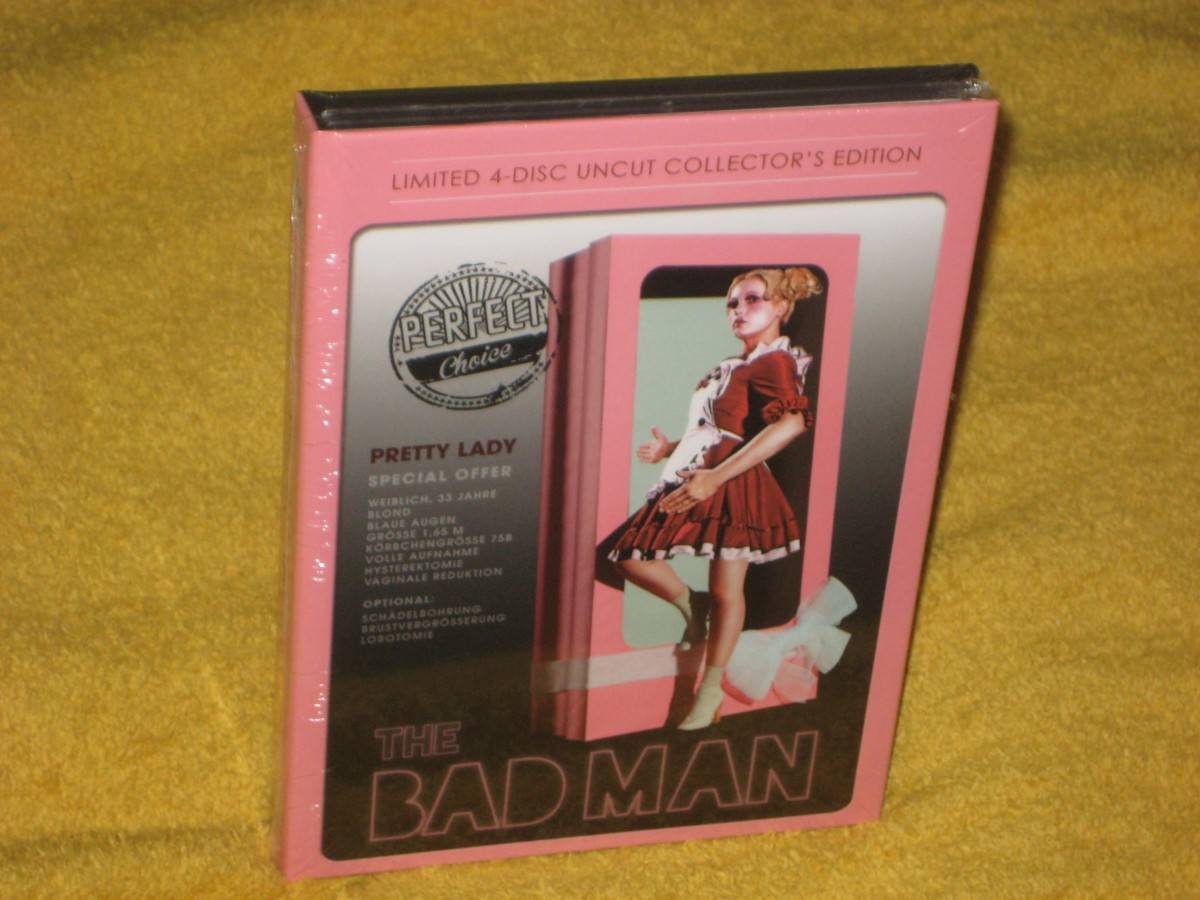 LIMITED 4-DISC UNCUT COLLECTOR'S EDITION
PERFECT
Choice
PRETTY LADY
SPECIAL OFFER
WEIBLICH, 33 JAHRE
BLOND
BLAUE AUGEN
GRÖSSE 1,65 M
KÖRBCHENGRÖSSE 75B
VOLLE AUFNAHME
HYSTEREKTOMIE
VAGINALE REDUKTION
OPTIONAL:
SCHÄDELBOHRUNG
BRUSTVERGRÖSSERUNG
LOBOTOMIE
THE
BAD MAN